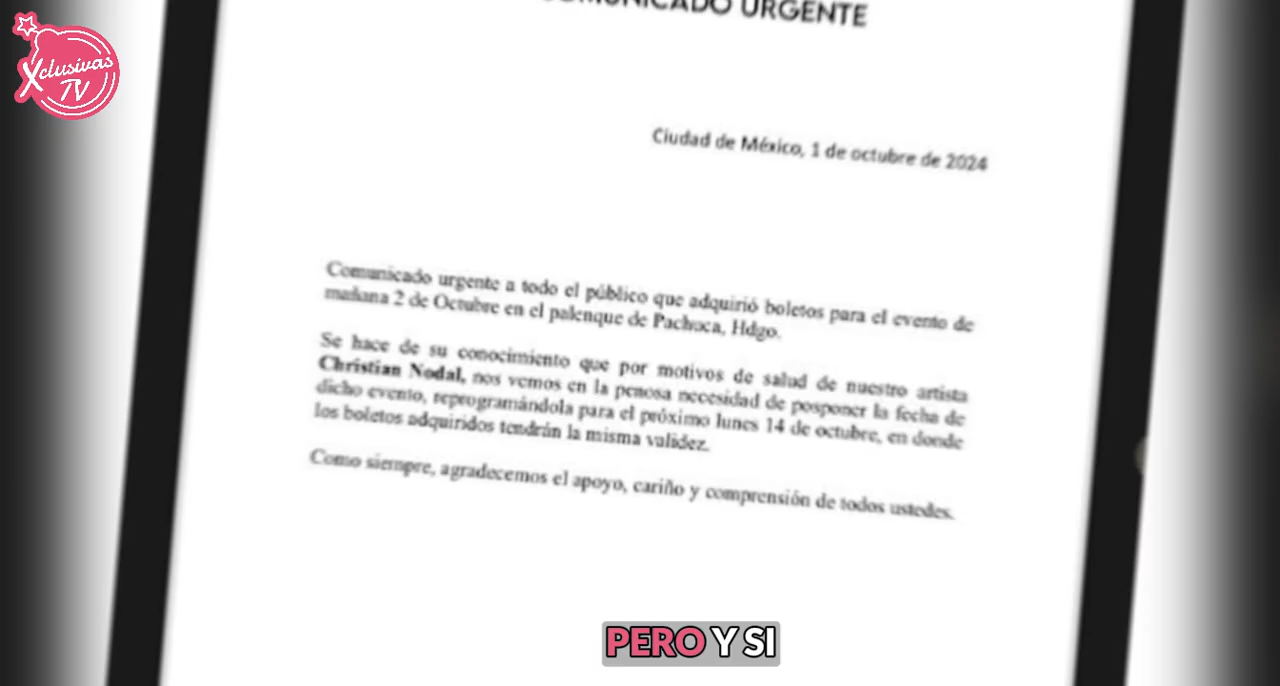 Xclusivas
TV
COMUNICADO URGENTE
Ciudad de México, 1 de octubre de 2024
Comunicado urgente a todo el público que adquirió boletos para el evento de
mañana 2 de Octubre en el palenque de Pachuca, Hdgo.
Se hace de su conocimiento que por motivos de salud de nuestro artista
Christian Nodal, nos vemos en la penosa necesidad de posponer la fecha de
dicho evento, reprogramándola para el próximo lunes 14 de octubre, en donde
los boletos adquiridos tendrán la misma validez.
Como siempre, agradecemos el apoyo, cariño y comprensión de todos ustedes.
PERO Y SI